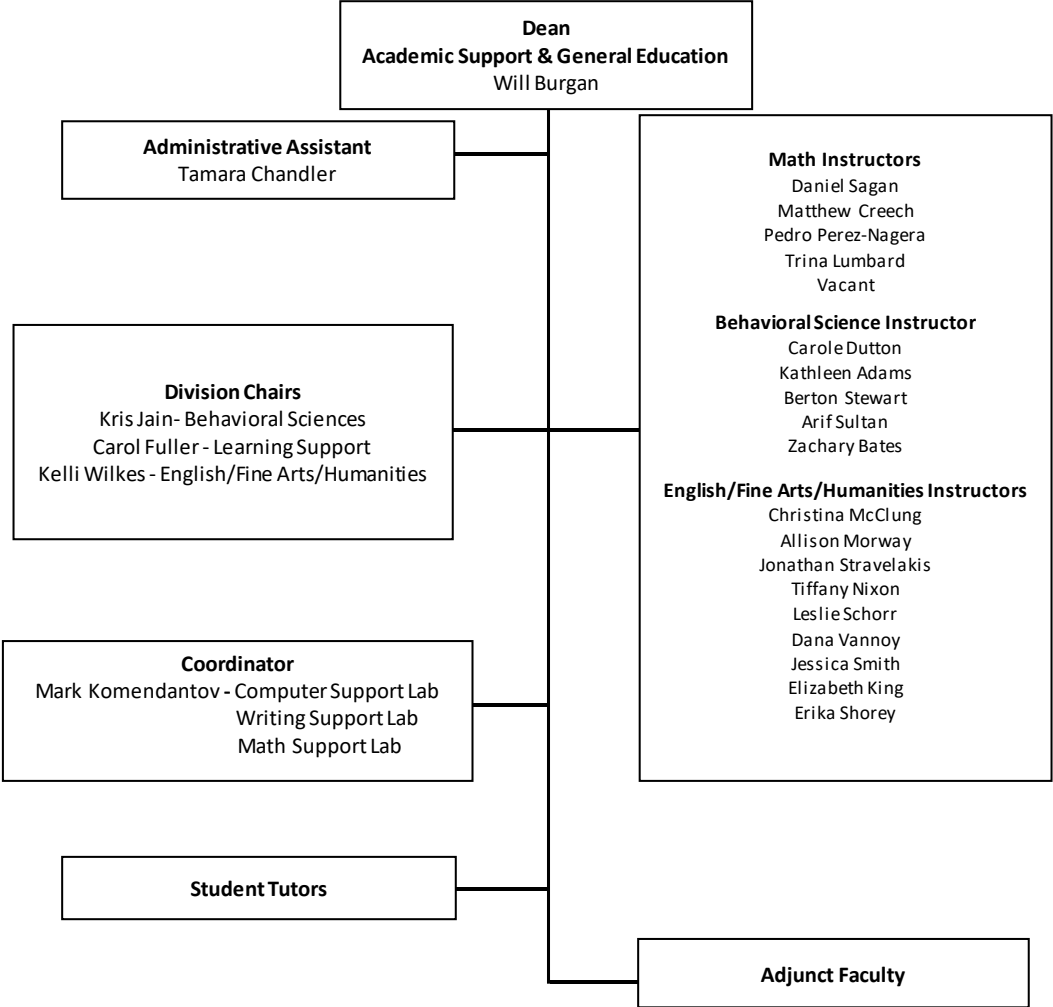 Dean
Academic Support & General Education
Will Burgan
Administrative Assistant
Tamara Chandler
Math Instructors
Daniel Sagan
Matthew Creech
Pedro Perez-Nagera
Trina Lumbard
Vacant
Behavioral Science Instructor
Carole Dutton
Kathleen Adams
Berton Stewart
Arif Sultan
Zachary Bates
English/Fine Arts/Humanities Instructors
Christina McClung
Allison Morway
Jonathan Stravelakis
Tiffany Nixon
Leslie Schorr
Dana Vannoy
Jessica Smith
Elizabeth King
Erika Shorey
Division Chairs
Kris Jain- Behavioral Sciences
Carol Fuller - Learning Support
Kelli Wilkes - English/Fine Arts/Humanities
Coordinator
Mark Komendantov - Computer Support Lab
Writing Support Lab
Math Support Lab
Student Tutors
Adjunct Faculty